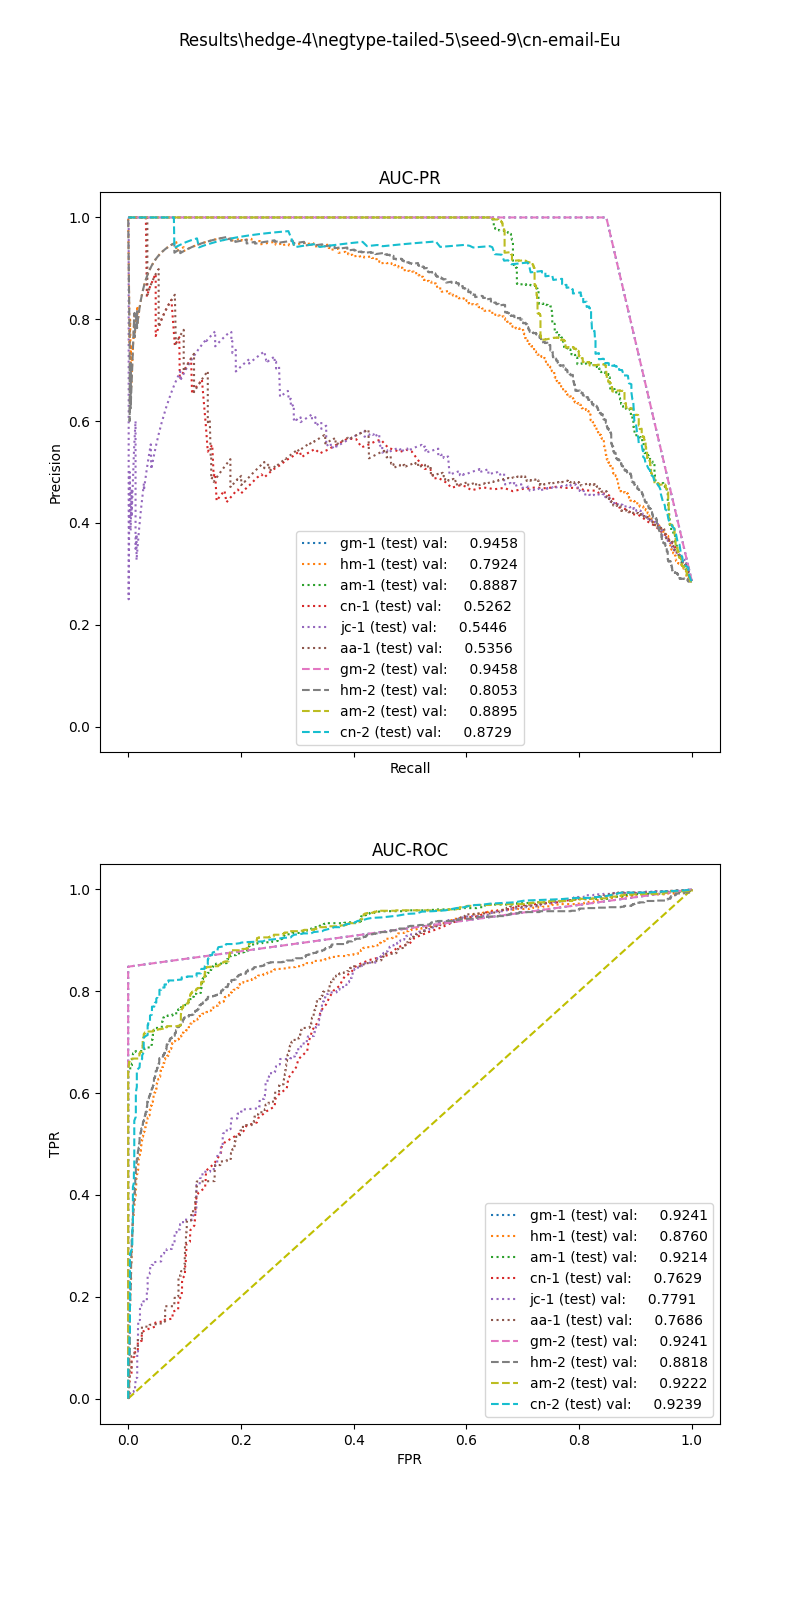 Results\hedge-4\negtype-tailed-5\seed-9\cn-email-Eu
AUC-PR
1.0
0.8
0.6
0.4
0.2
0.0
Precision
gm-1 (test) val: 0.9458
hm-1 (test) val: 0.7924
am-1 (test) val: 0.8887
cn-1 (test) val: 0.5262
jc-1 (test) val: 0.5446
aa-1 (test) val: 0.5356
gm-2 (test) val: 0.9458
hm-2 (test) val: 0.8053
am-2 (test) val: 0.8895
cn-2 (test) val: 0.8729
Recall
AUC-ROC
1.0
0.8
0.6
0.4
0.2
0.0
TPR
gm-1 (test) val: 0.9241
hm-1 (test) val: 0.8760
am-1 (test) val: 0.9214
cn-1 (test) val: 0.7629
jc-1 (test) val: 0.7791
aa-1 (test) val: 0.7686
gm-2 (test) val: 0.9241
hm-2 (test) val: 0.8818
am-2 (test) val: 0.9222
cn-2 (test) val: 0.9239
0.0 0.2 0.4 0.6 0.8 1.0
FPR